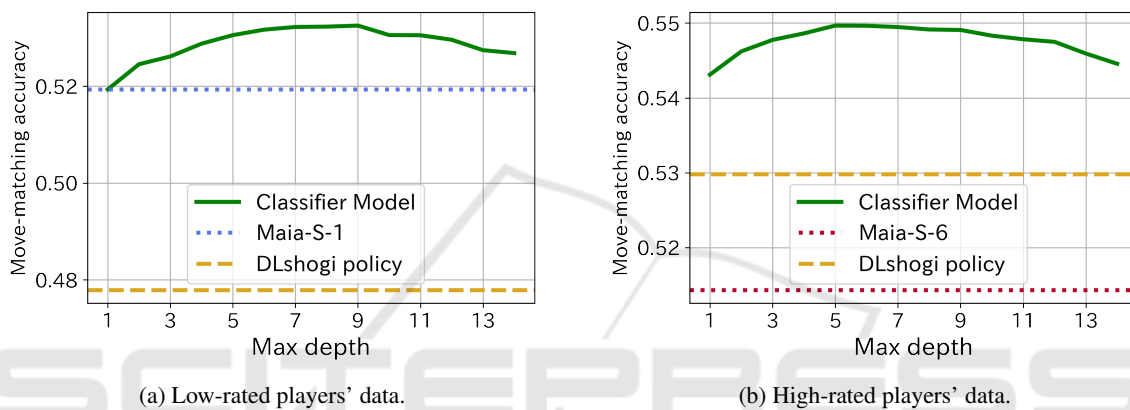 Move-matching accuracy
0.52
0.50
0.48
Classifier Model
Maia-S-1
DLshogi policy
1 3 5 7 9 11 13
Max depth
(a) Low-rated players' data.
Move-matching accuracy
0.55
0.54
0.53
0.52
Classifier Model
Maia-S-6
DLshogi policy
1 3 5 7 9 11 13
Max depth
(b) High-rated players' data.
SCITEPRESS